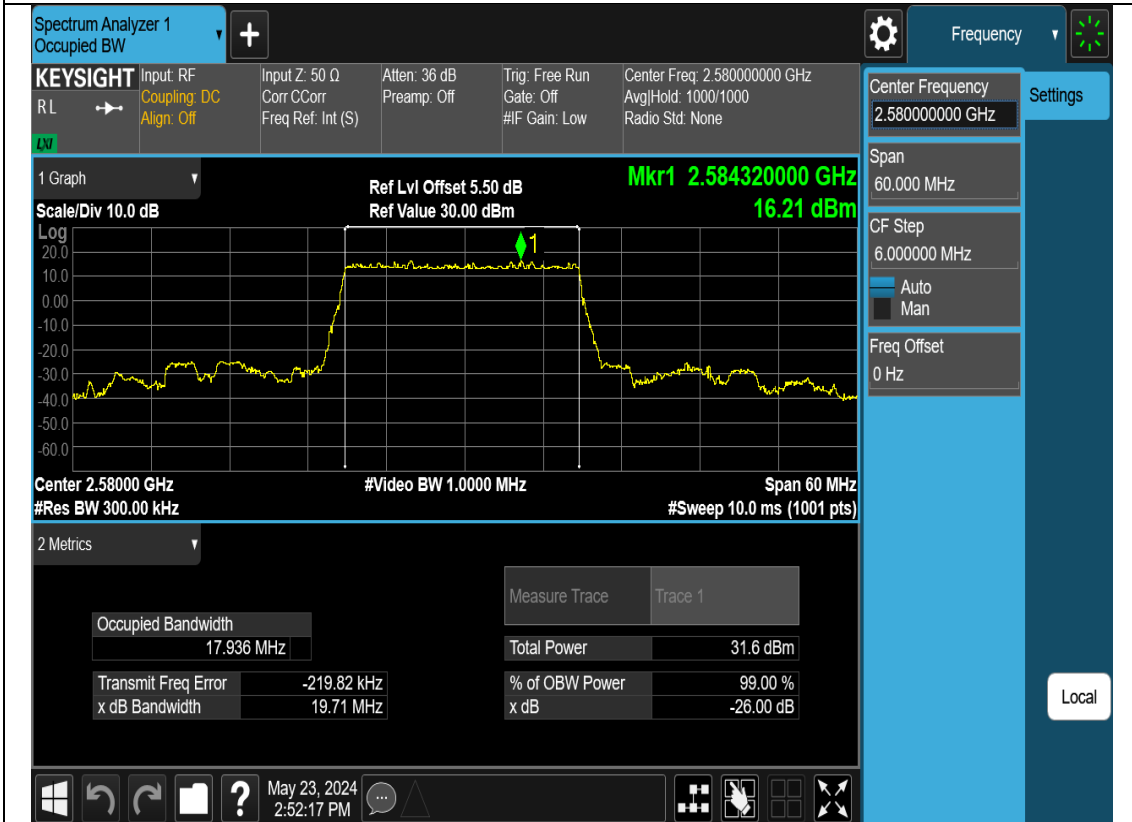 Spectrum Analyzer 1
Occupied BW
Frequency
KEYSIGHT
RL
LXI
Input: RF
Coupling: DC
Align: Off
Input Z: 50 Ω
Corr CCorr
Freq Ref: Int (S)
Atten: 36 dB
Preamp: Off
Trig: Free Run
Gate: Off
#IF Gain: Low
Center Freq: 2.580000000 GHz
Avg|Hold: 1000/1000
Radio Std: None
Center Frequency
2.580000000 GHz
Settings
Span
60.000 MHz
CF Step
6.000000 MHz
Auto
Man
Freq Offset
0 Hz
Local
1 Graph
Scale/Div 10.0 dB
Ref Lvl Offset 5.50 dB
Ref Value 30.00 dBm
Mkr1 2.584320000 GHz
16.21 dBm
Log
1
20.0
10.0
0.00
-10.0
-20.0
-30.0
-40.0
-50.0
-60.0
Center 2.58000 GHz
#Res BW 300.00 kHz
#Video BW 1.0000 MHz
Span 60 MHz
#Sweep 10.0 ms (1001 pts)
2 Metrics
Measure Trace Trace 1
Occupied Bandwidth
17.936 MHz
Total Power 31.6 dBm
Transmit Freq Error -219.82 kHz
% of OBW Power 99.00 %
x dB Bandwidth 19.71 MHz
x dB -26.00 dB
May 23, 2024
2:52:17 PM